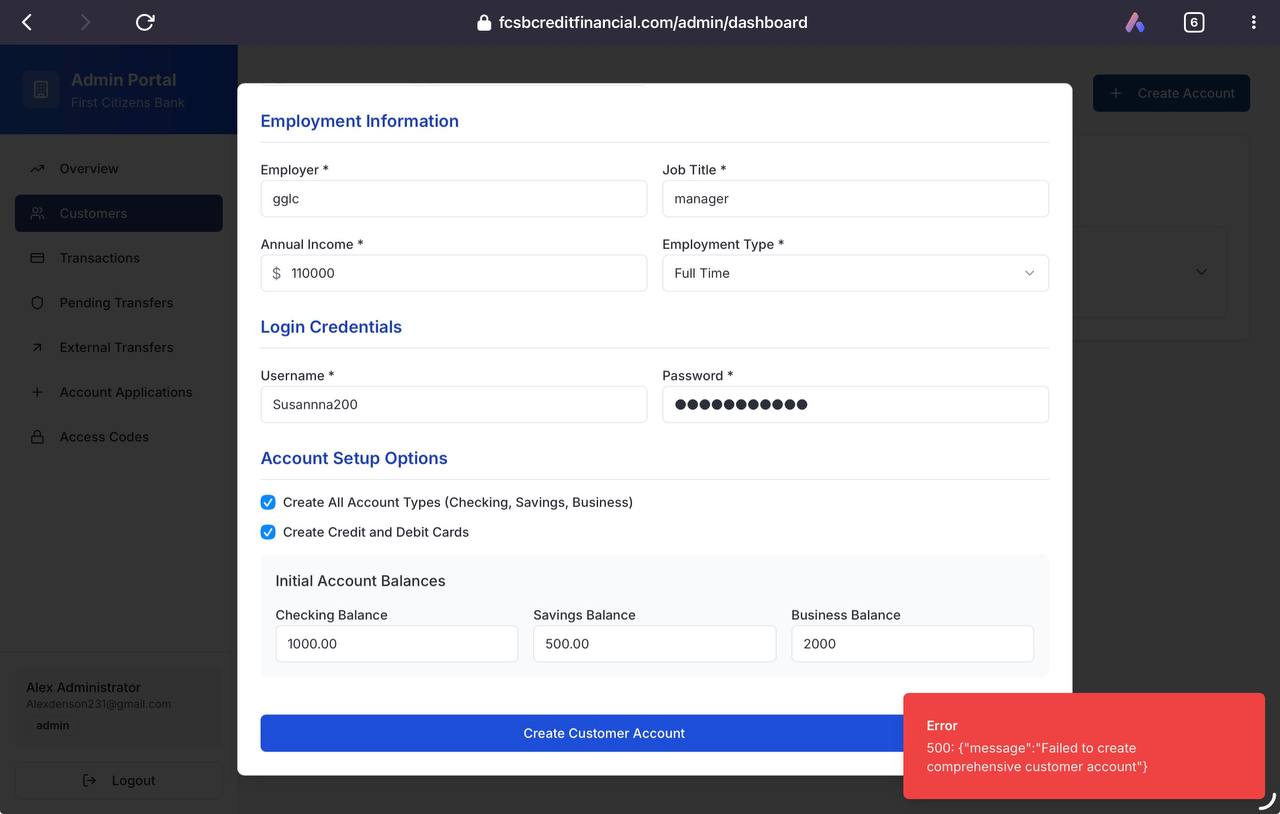 fcsbcreditfinancial.com/admin/dashboard
6
Admin Portal
First Citizens Bank
Create Account
Overview
Customers
Transactions
Pending Transfers
External Transfers
Account Applications
Access Codes
Employment Information
Employer *
Job Title *
gglc
manager
Annual Income *
Employment Type *
$ 110000
Full Time
Login Credentials
Username *
Password *
Susannna200
●●●●●●●●●●●
Account Setup Options
Create All Account Types (Checking, Savings, Business)
Create Credit and Debit Cards
Initial Account Balances
Checking Balance
Savings Balance
Business Balance
1000.00
500.00
2000
Create Customer Account
Alex Administrator
Alexdenson231@gmail.com
admin
Logout
Error
500: {"message":"Failed to create
comprehensive customer account"}